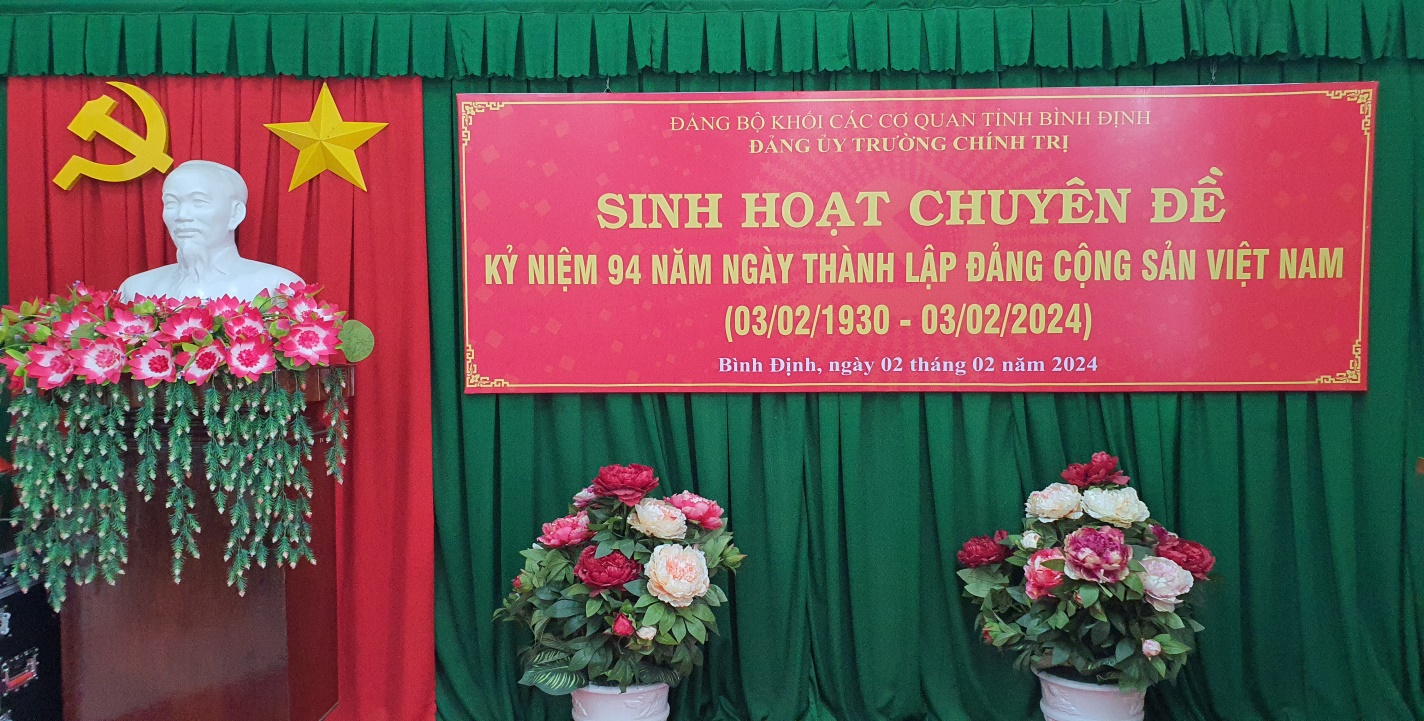 ĐẢNG BỘ KHỐI CÁC CƠ QUAN TỈNH BÌNH ĐỊNH
ĐẢNG ỦY TRƯỜNG CHÍNH TRỊ
SINH HOẠT CHUYÊN ĐỀ
KỶ NIỆM 94 NĂM NGÀY THÀNH LẬP ĐẢNG CỘNG SẢN VIỆT NAM
(03/02/1930 - 03/02/2024)
Bình Định, ngày 02 tháng 02 năm 2024